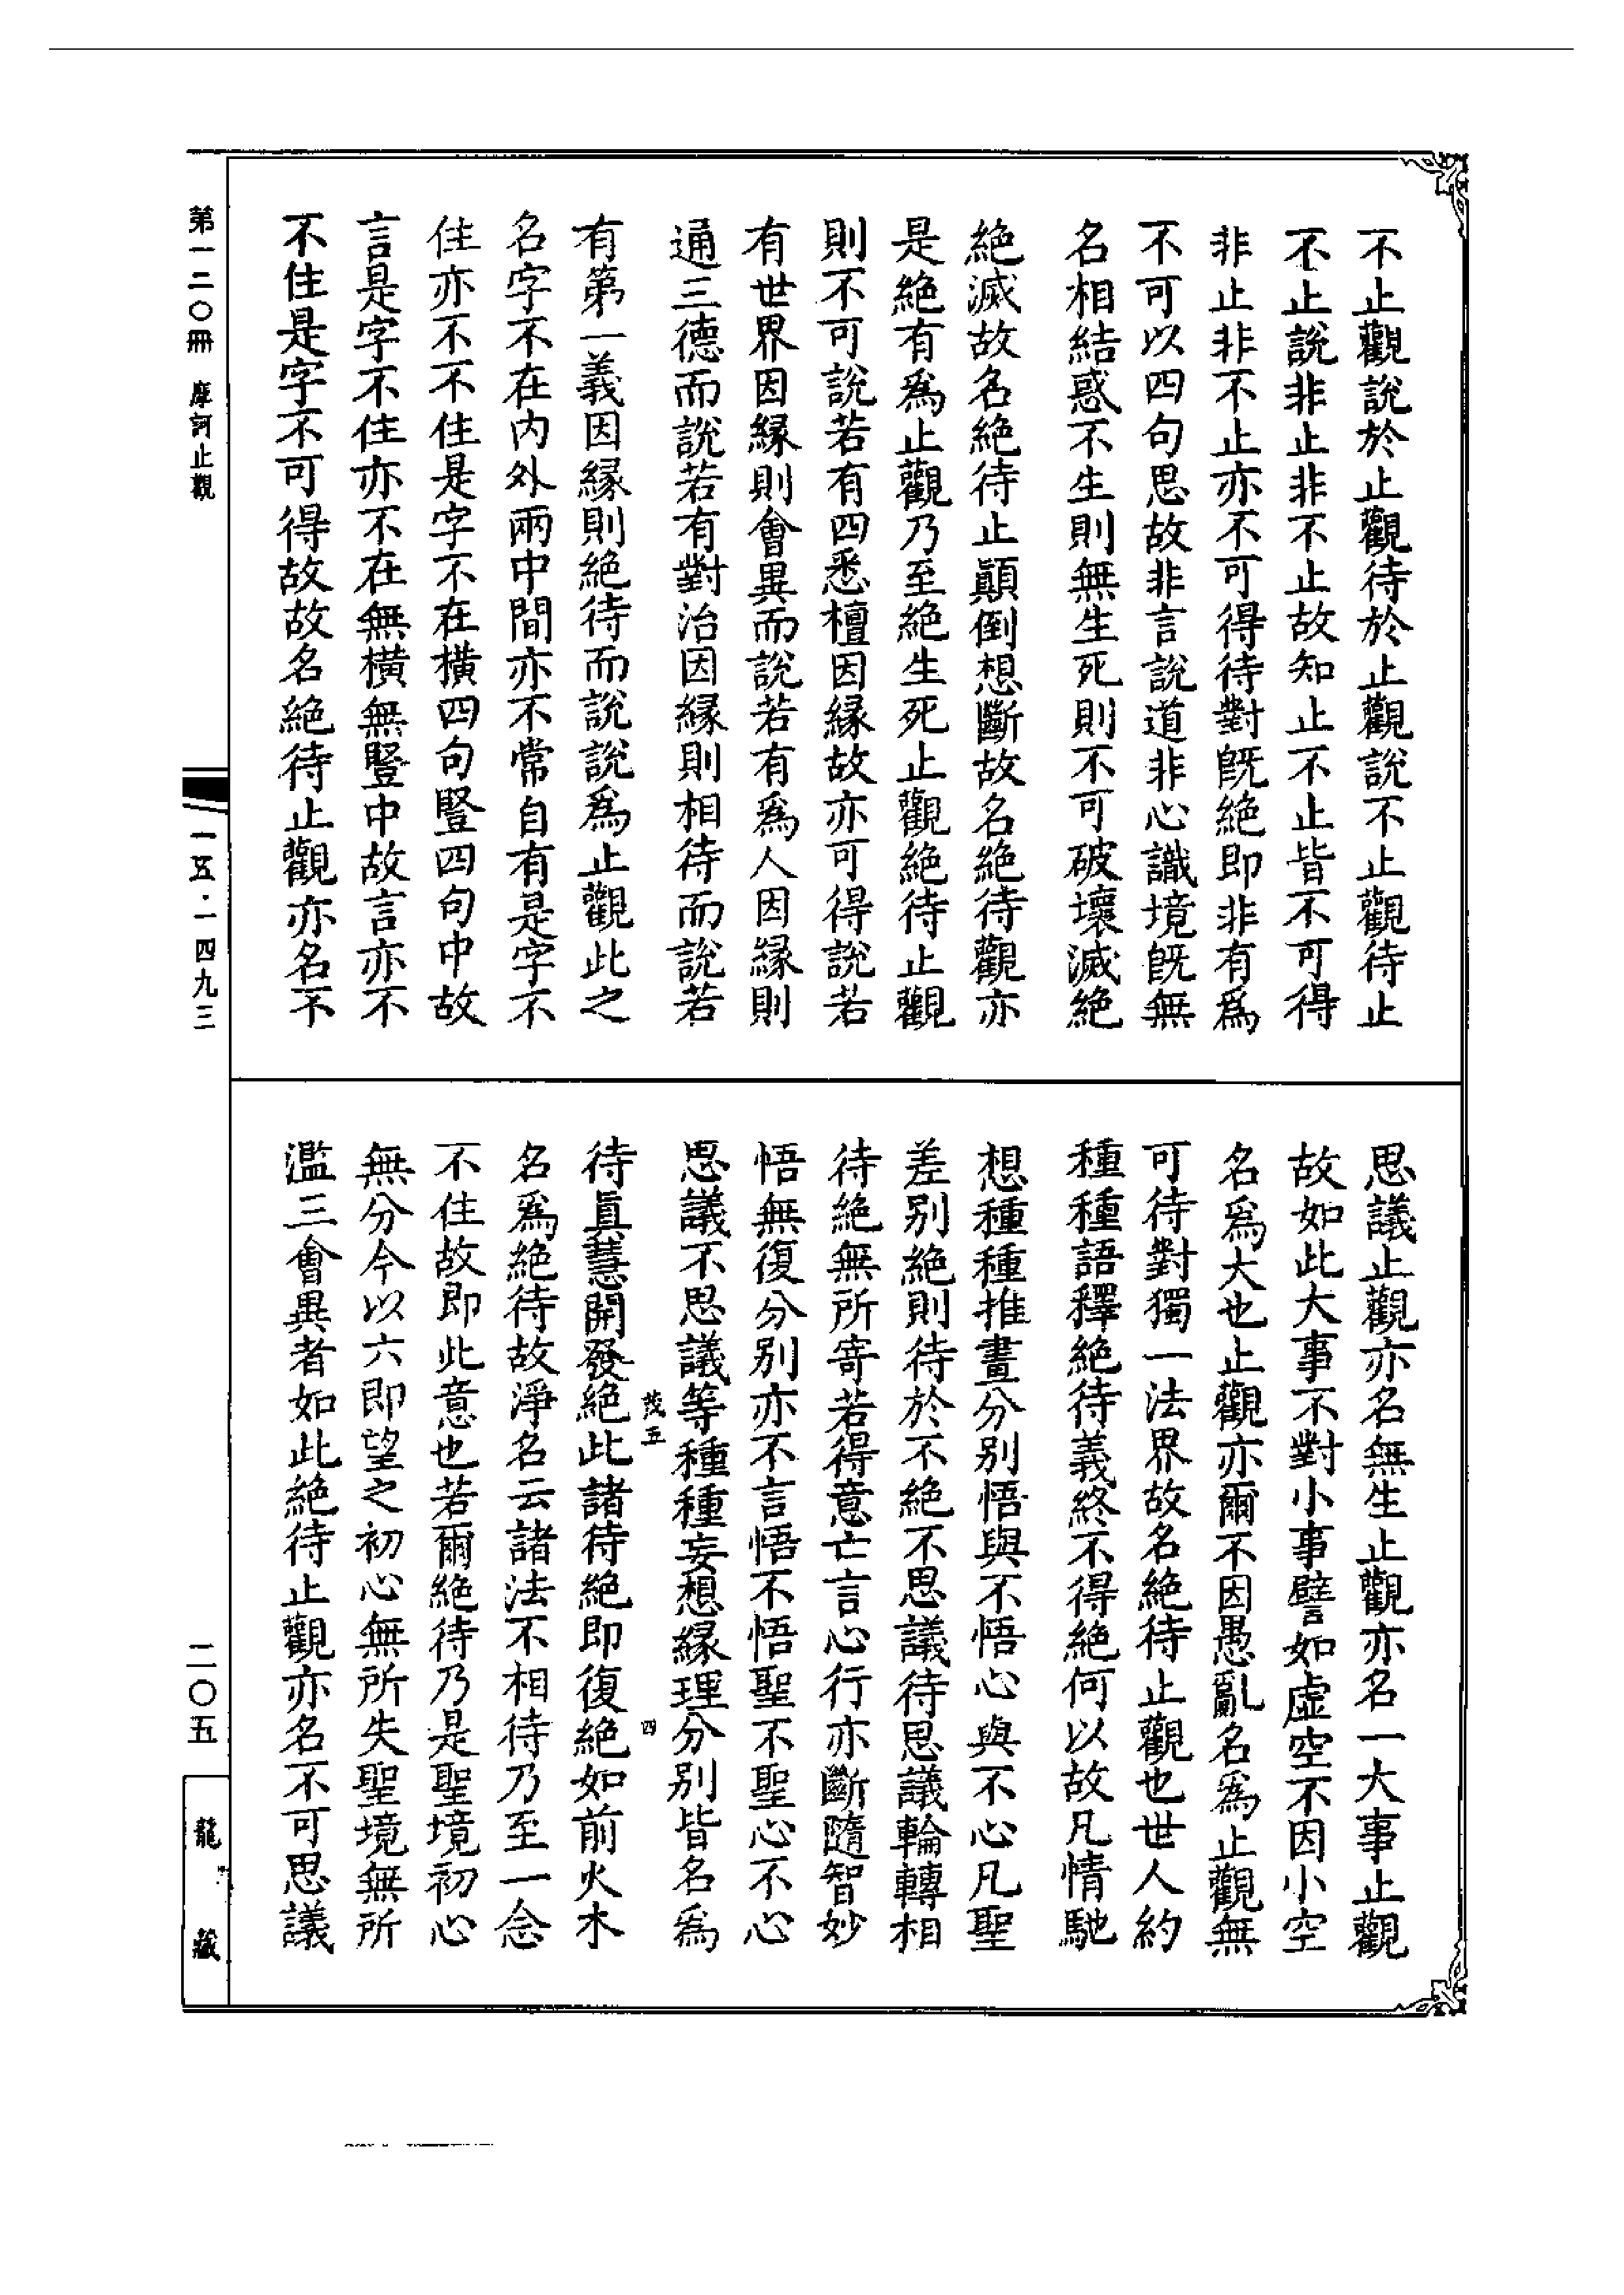 不止觀說於止觀待於止觀說不止觀待止
不止說非止非不止故知止不止皆不可得
非止非不止亦不可得待對旣絶即非有爲
不可以四句思故非言說道非心識境旣無
名相結惑不生則無生死則不可破壞滅絶
絶滅故名絶待止顚倒想斷故名絶待觀亦
是絶有爲止觀乃至絶生死止觀絶待止觀
則不可說若有四悉檀因緣故亦可得說若
有世界因緣則會異而說若有爲人因緣則
通三德而說若有對治因緣則相待而說若
有第一義因緣則絶待而說說爲止觀此之
名字不在内外兩中間亦不常自有是字不
住亦不不住是字不在橫四句豎四句中故
言是字不住亦不在無橫無豎中故言亦不
不住是字不可得故故名絶待止觀亦名不
思議止觀亦名無生止觀亦名一大事止觀
故如此大事不對小事譬如虛空不因小空
名爲大也止觀亦爾不因愚亂名爲止觀無
可待對獨一法界故名絶待止觀也世人約
種種語釋絶待義終不得絶何以故凡情馳
想種種推畫分别悟與不悟心與不心凡聖
差别絶則待於不絶不思議待思議輪轉相
待絶無所寄若得意亡言心行亦斷隨智妙
悟無復分别亦不言悟不悟聖不聖心不心
思議不思議等種種妄想緣理分别皆名爲
茂五 四
待眞慧開發絶此諸待絶即復絶如前火木
名爲絶待故淨名云諸法不相待乃至一念
不住故即此意也若爾絶待乃是聖境初心
無分今以六即望之初心無所失聖境無所
濫三會異者如此絶待止觀亦名不可思議
第一二〇冊 摩訶止觀
一五·一四九三
二〇五
龍藏